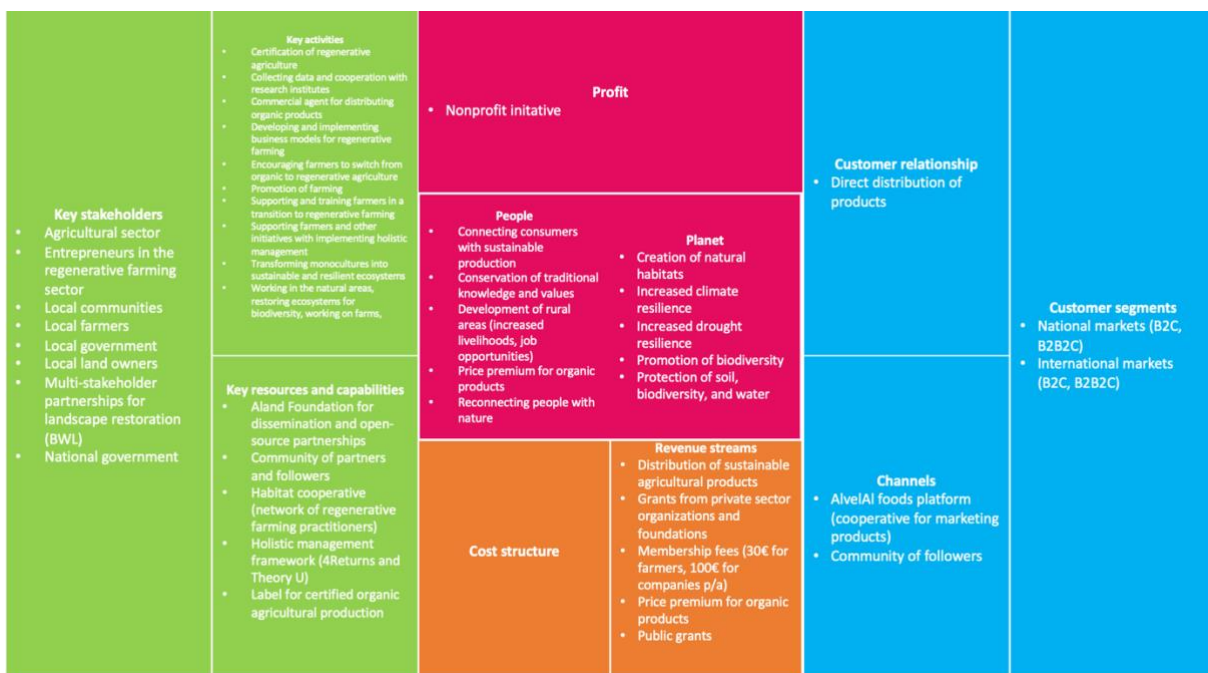 Key stakeholders
• Agricultural sector
• Entrepreneurs in the
regenerative farming
sector
• Local communities
• Local farmers
• Local government
• Local land owners
• Multi-stakeholder
partnerships for
landscape restoration
(BWL)
• National government
Key activities
• Certification of regenerative
agriculture
• Collecting data and cooperation with
research institutes
• Commercial agent for distributing
organic products
• Developing and implementing
business models for regenerative
farming
• Encouraging farmers to switch from
organic to regenerative agriculture
• Promotion of farming
• Supporting and training farmers in a
transition to regenerative farming
• Supporting farmers and other
initiatives with implementing holistic
management
• Transforming monocultures into
sustainable and resilient ecosystems
• Working in the natural areas,
restoring ecosystems for
biodiversity, working on farms,
Key resources and capabilities
• Aland Foundation for
dissemination and open-
source partnerships
• Community of partners
and followers
• Habitat cooperative
(network of regenerative
farming practitioners)
• Holistic management
framework (4Returns and
Theory U)
• Label for certified organic
agricultural production
Profit
• Nonprofit initative
People
• Connecting consumers
with sustainable
production
• Conservation of traditional
knowledge and values
• Development of rural
areas (increased
livelihoods, job
opportunities)
• Price premium for organic
products
• Reconnecting people with
nature
Planet
• Creation of natural
habitats
• Increased climate
resilience
• Increased drought
resilience
• Promotion of biodiversity
• Protection of soil,
biodiversity, and water
Cost structure
Revenue streams
• Distribution of sustainable
agricultural products
• Grants from private sector
organizations and
foundations
• Membership fees (30€ for
farmers, 100€ for
companies p/a)
• Price premium for organic
products
• Public grants
Customer relationship
• Direct distribution of
products
Channels
• AlvelAl foods platform
(cooperative for marketing
products)
• Community of followers
Customer segments
• National markets (B2C,
B2B2C)
• International markets
(B2C, B2B2C)